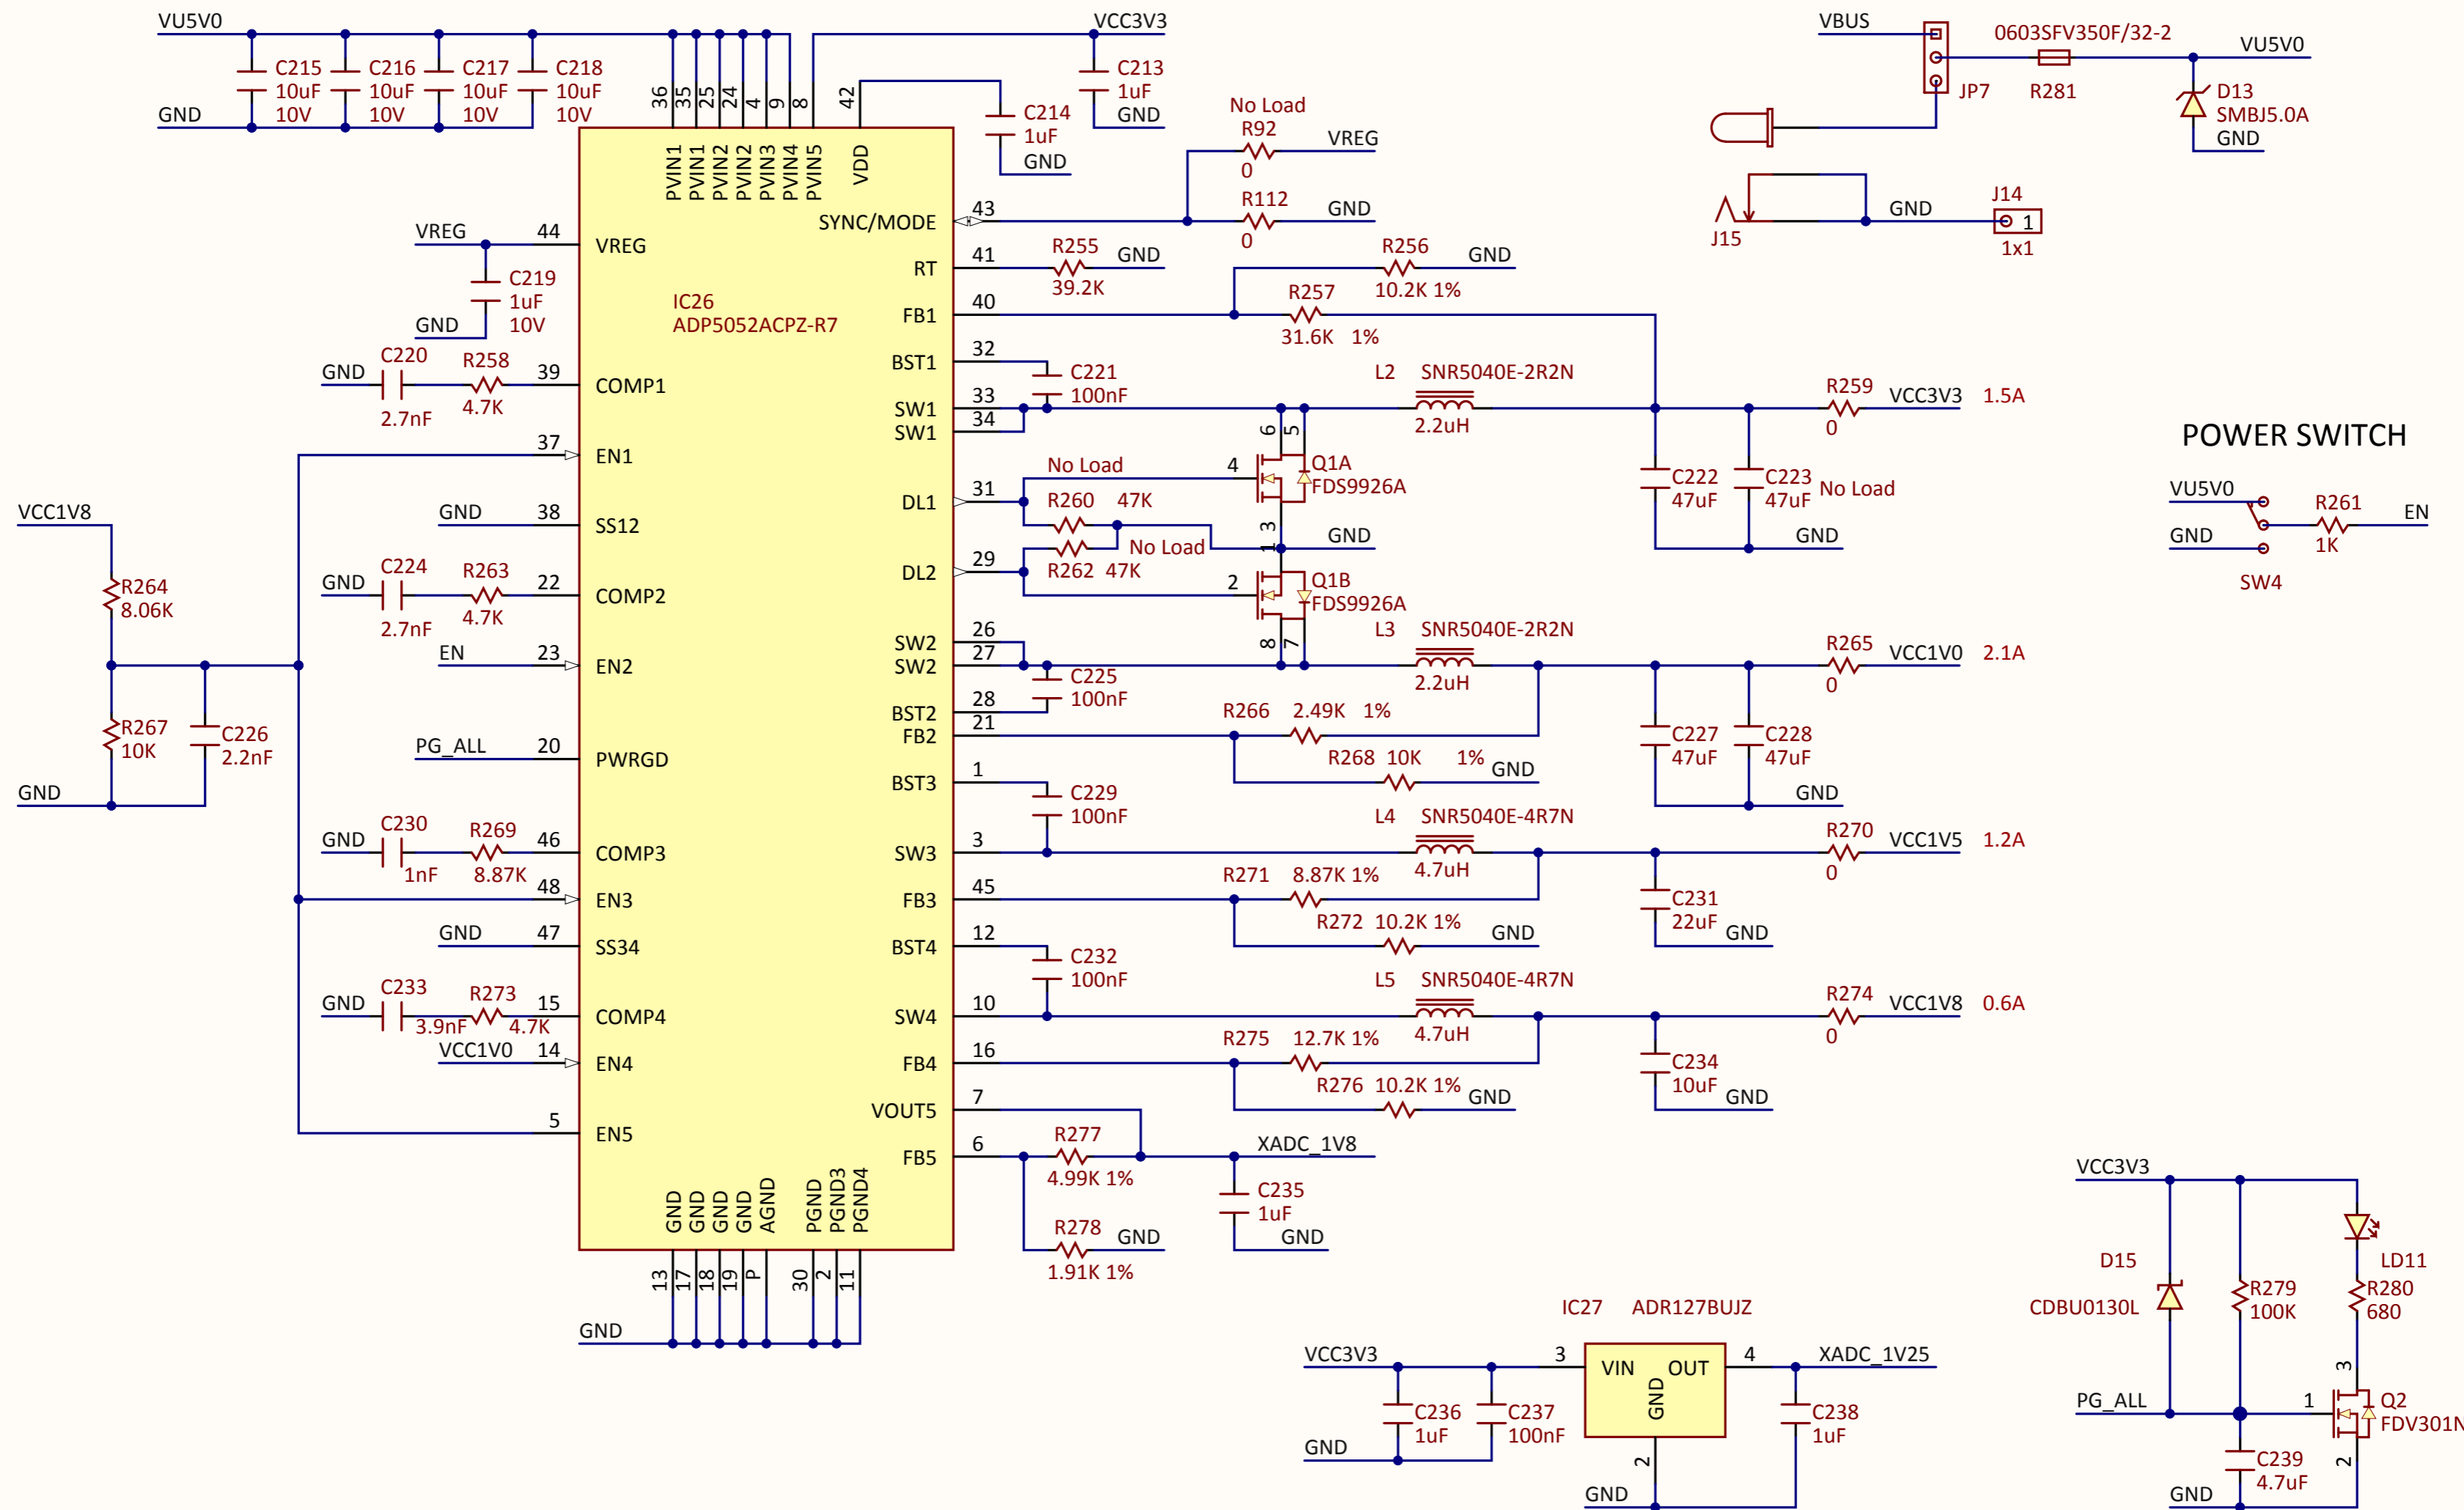 VU5V0
C215
10uF
10V
C216
10uF
10V
C217
10uF
10V
C218
10uF
10V
GND
VCC3V3
C213
1uF
GND
C214
1uF
GND
36
35
25
24
4
9
8
42
PVIN1
PVIN1
PVIN2
PVIN2
PVIN3
PVIN4
PVIN5
VDD
VBUS
JP7
0603SFV350F/32-2
R281
VU5V0
D13
SMBJ5.0A
GND
J15
GND
J14
1
1x1
No Load
R92
0
VREG
R112
0
GND
SYNC/MODE
43
VREG
44
VREG
C219
1uF
10V
GND
IC26
ADP5052ACPZ-R7
RT
41
R255
39.2K
GND
R256
10.2K 1%
GND
FB1
40
R257
31.6K 1%
BST1
32
C221
100nF
SW1
33
SW1
34
L2 SNR5040E-2R2N
2.2uH
R259
0
VCC3V3 1.5A
C222
47uF
C223
47uF
No Load
GND
C220
GND
2.7nF
R258
4.7K
39
COMP1
37
EN1
GND
38
SS12
DL1
31
No Load
R260 47K
4
6
5
Q1A
FDS9926A
3
1
GND
No Load
R262 47K
DL2
29
2
Q1B
FDS9926A
8
7
POWER SWITCH
VU5V0
GND
SW4
R261
1K
EN
VCC1V8
R264
8.06K
R267
10K
C226
2.2nF
GND
C224
GND
2.7nF
R263
4.7K
22
COMP2
EN
23
EN2
SW2
26
SW2
27
C225
100nF
BST2
28
FB2
21
L3 SNR5040E-2R2N
2.2uH
R265
0
VCC1V0 2.1A
R266 2.49K 1%
R268 10K 1%
GND
C227
47uF
C228
47uF
GND
PG_ALL
20
PWRGD
BST3
1
C229
100nF
SW3
3
L4 SNR5040E-4R7N
4.7uH
R270
0
VCC1V5 1.2A
C230
GND
1nF
R269
8.87K
46
COMP3
48
EN3
FB3
45
R271 8.87K 1%
R272 10.2K 1%
GND
C231
22uF
GND
GND
47
SS34
BST4
12
C232
100nF
SW4
10
L5 SNR5040E-4R7N
4.7uH
R274
0
VCC1V8 0.6A
C233
GND
3.9nF
R273
4.7K
15
COMP4
VCC1V0
14
EN4
FB4
16
R275 12.7K 1%
R276 10.2K 1%
GND
C234
10uF
GND
5
EN5
VOUT5
7
FB5
6
R277
4.99K 1%
XADC_1V8
C235
1uF
GND
R278
1.91K 1%
GND
GND
GND
GND
GND
AGND
PGND
PGND3
PGND4
13
17
18
19
P
30
2
11
GND
IC27 ADR127BUJZ
VCC3V3
3
VIN
OUT
GND
4
XADC_1V25
2
C236
1uF
C237
100nF
GND
C238
1uF
GND
VCC3V3
D15
CDBU0130L
R279
100K
LD11
R280
680
PG_ALL
1
3
2
Q2
FDV301N
C239
4.7uF
GND